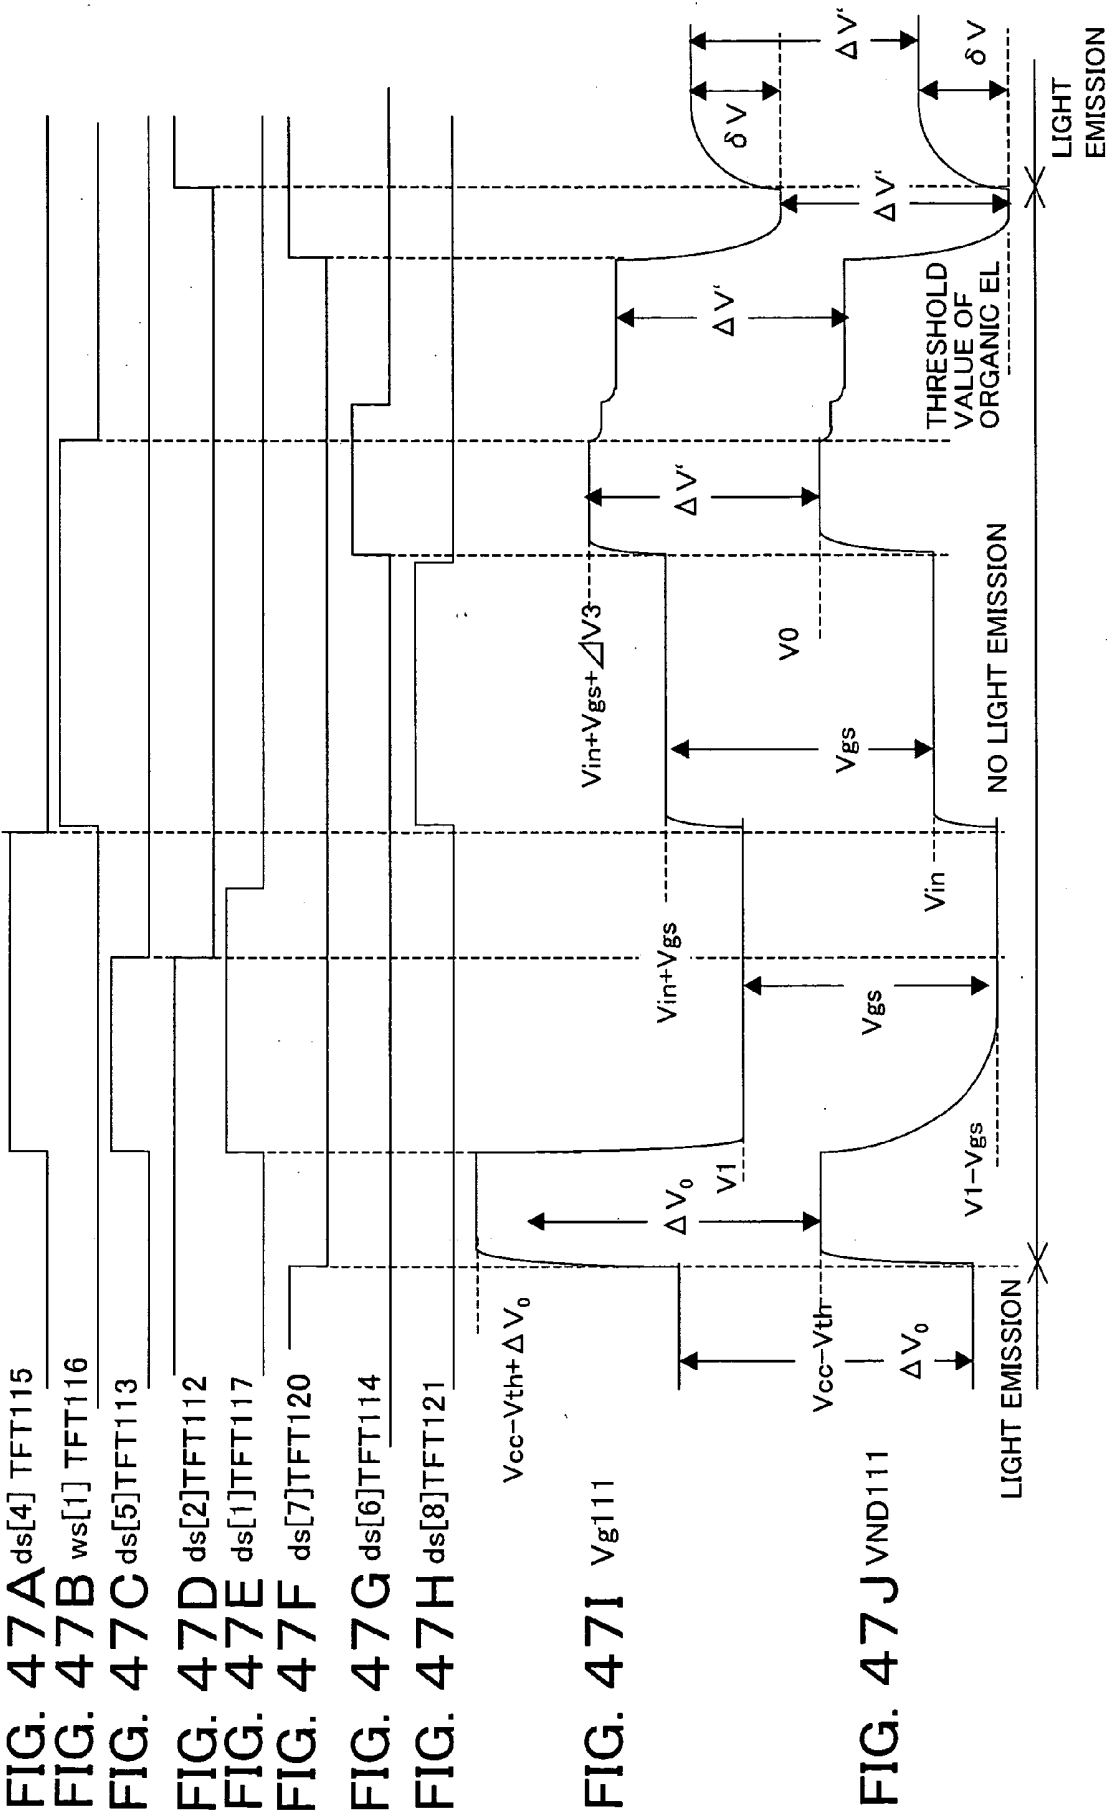 FIG. 47A ds[4] TFT115
FIG. 47B ws[1] TFT116
FIG. 47C ds[5]TFT113
FIG. 47D ds[2]TFT112
FIG. 47E ds[1]TFT117
FIG. 47F ds[7]TFT120
FIG. 47G ds[6]TFT114
FIG. 47H ds[8]TFT121
FIG. 47I Vg111
Vcc-Vth+ΔV₀
ΔV₀
V1
Vin+Vgs
Vin+Vgs+⊿V3
ΔV‘
ΔV‘
δV
ΔV
FIG. 47J VND111
Vcc-Vth
ΔV₀
V1-Vgs
Vgs
Vin
Vgs
V0
ΔV‘
δV
THRESHOLD
VALUE OF
ORGANIC EL
LIGHT EMISSION
NO LIGHT EMISSION
LIGHT
EMISSION